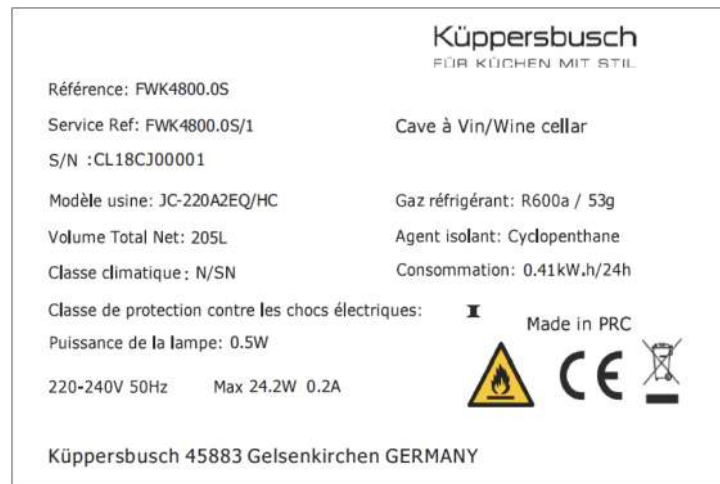 Küppersbusch
FÜR KÜCHEN MIT STIL
Référence: FWK4800.0S
Service Ref: FWK4800.0S/1
Cave à Vin/Wine cellar
S/N :CL18CJ00001
Modèle usine: JC-220A2EQ/HC
Gaz réfrigérant: R600a / 53g
Volume Total Net: 205L
Agent isolant: Cyclopenthane
Classe climatique: N/SN
Consommation: 0.41kW.h/24h
Classe de protection contre les chocs électriques: I
Made in PRC
Puissance de la lampe: 0.5W
220-240V 50Hz Max 24.2W 0.2A
CE
Küppersbusch 45883 Gelsenkirchen GERMANY